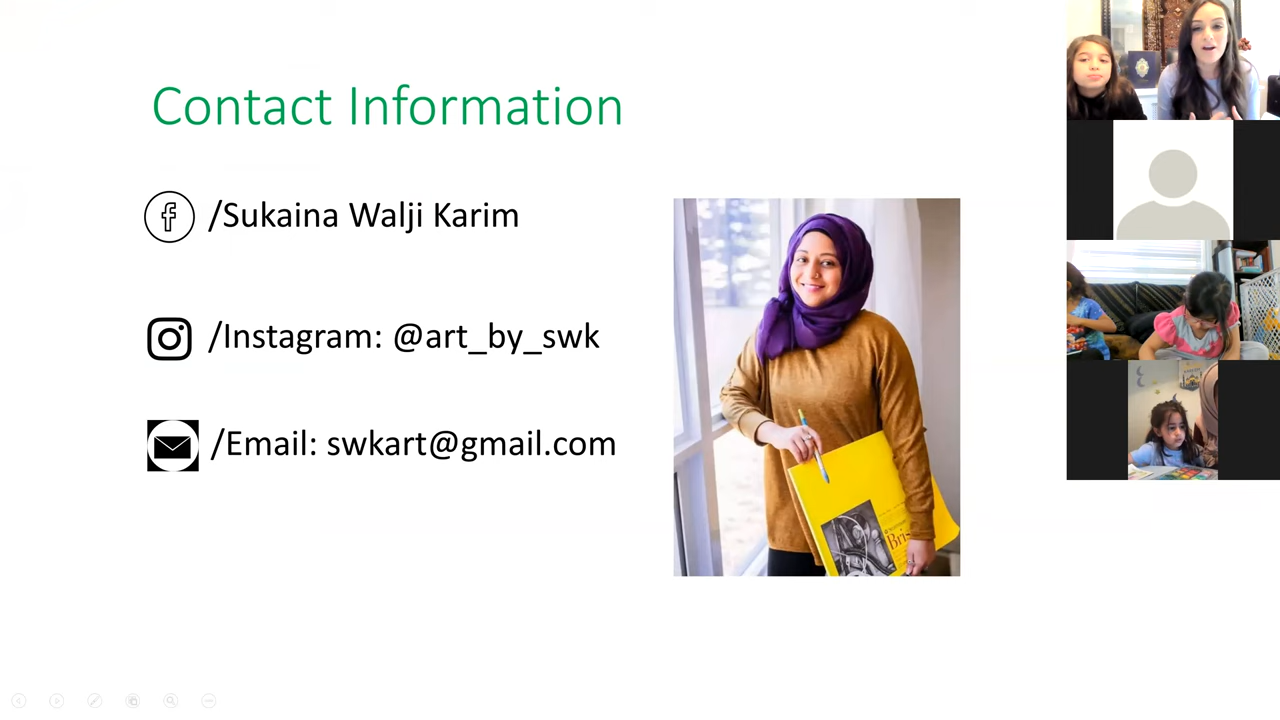 Contact Information
/Sukaina Walji Karim
/Instagram: @art_by_swk
/Email: swkart@gmail.com